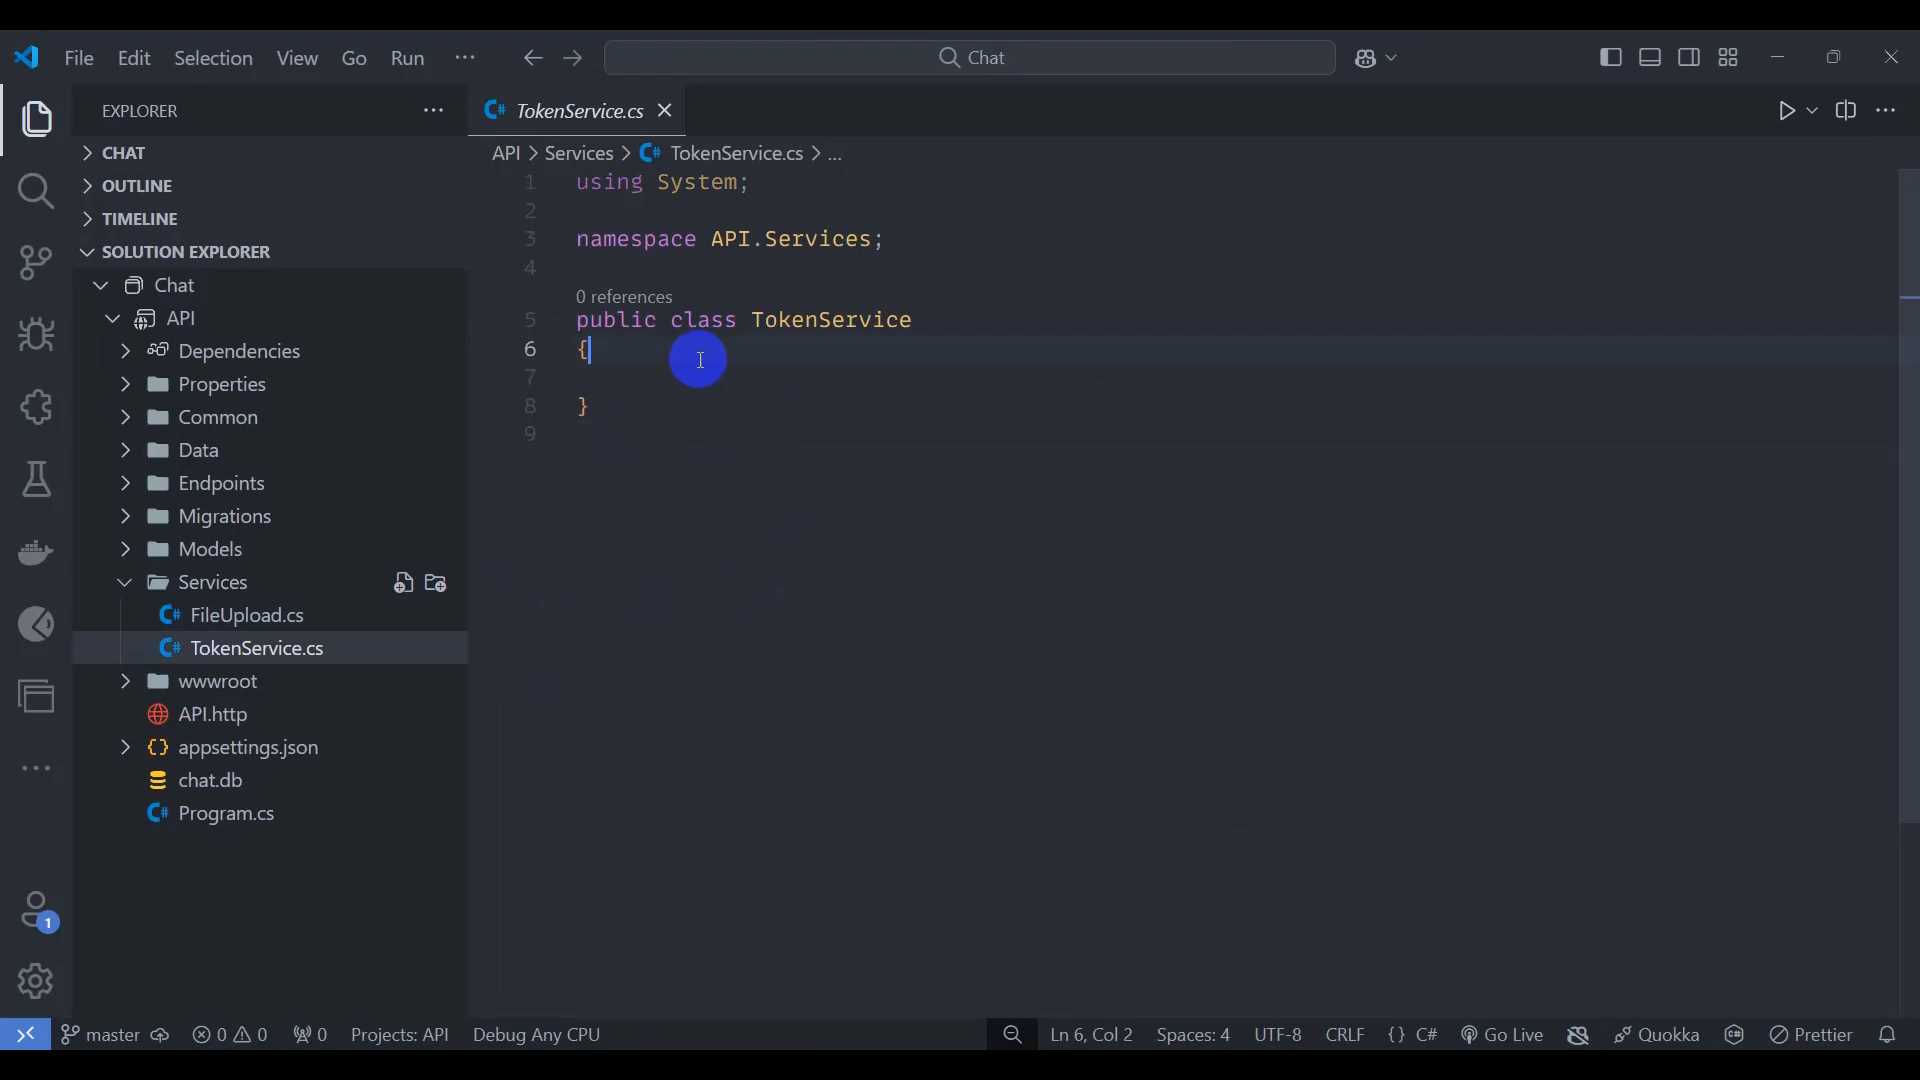 File Edit Selection View Go Run ··· Chat
EXPLORER ···
TokenService.cs
CHAT
OUTLINE
TIMELINE
SOLUTION EXPLORER
Chat
API
Dependencies
Properties
Common
Data
Endpoints
Migrations
Models
Services
C# FileUpload.cs
C# TokenService.cs
wwwroot
API.http
{} appsettings.json
chat.db
C# Program.cs
1
API > Services > C# TokenService.cs > ...
1 using System;
2
3 namespace API.Services;
4
0 references
5 public class TokenService
6 {
7
8 }
9
master 0 0 0 Projects: API Debug Any CPU Ln 6, Col 2 Spaces: 4 UTF-8 CRLF {} C# Go Live Quokka Prettier